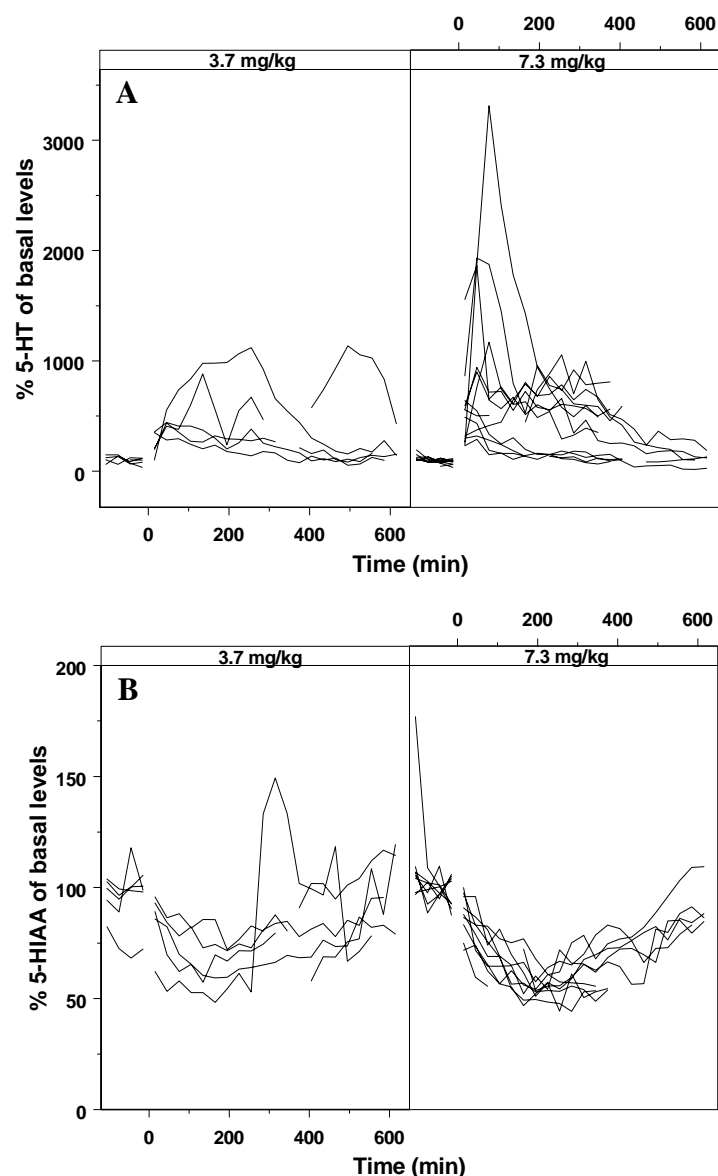 0 200 400 600
3.7 mg/kg 7.3 mg/kg
A
3000
2000
1000
0
% 5-HT of basal levels
0 200 400 600
Time (min)
0 200 400 600
3.7 mg/kg 7.3 mg/kg
B
200
150
100
50
0
% 5-HIAA of basal levels
0 200 400 600
Time (min)